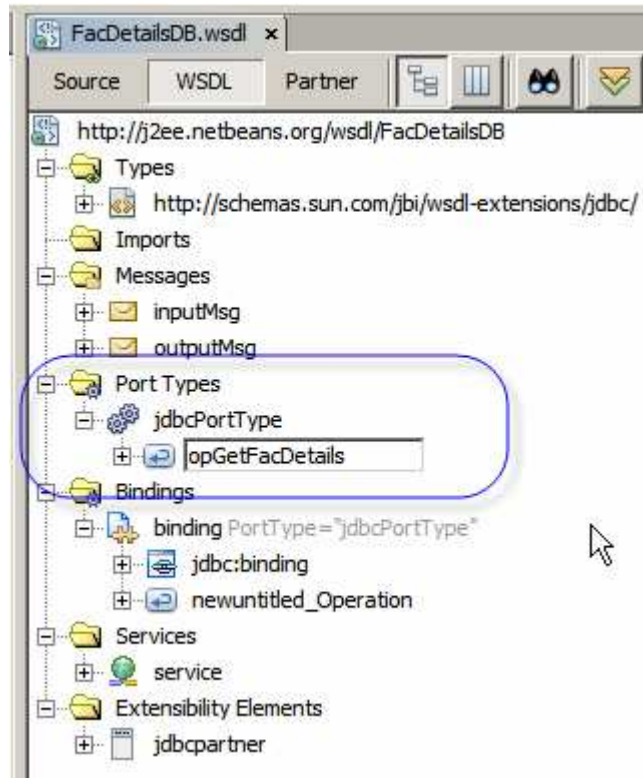 FacDetailsDB.wsdl ×
Source WSDL Partner
http://j2ee.netbeans.org/wsdl/FacDetailsDB
Types
http://schemas.sun.com/jbi/wsdl-extensions/jdbc/
Imports
Messages
inputMsg
outputMsg
Port Types
jdbcPortType
opGetFacDetails
Bindings
binding PortType="jdbcPortType"
jdbc:binding
newuntitled_Operation
Services
service
Extensibility Elements
jdbcpartner